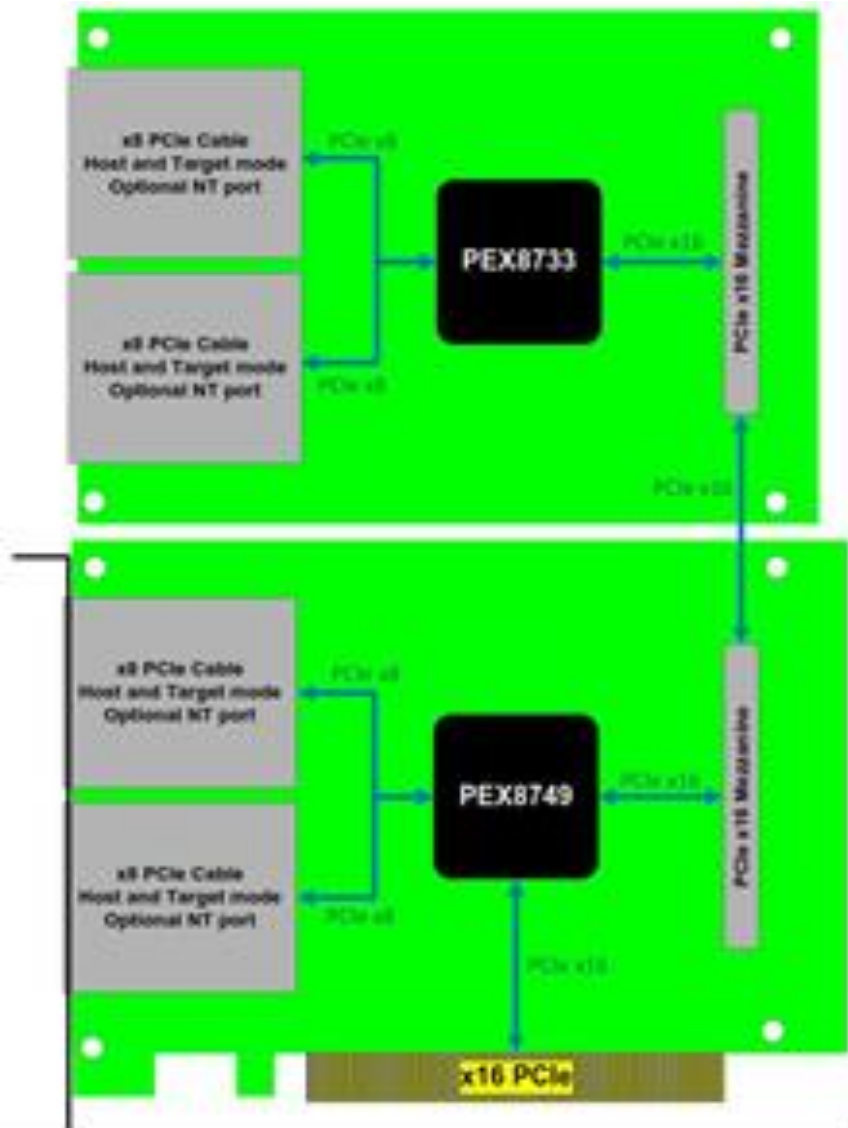 x8 PCIe Cable
Host and Target mode
Optional NT port
PCIe x8
PEX8733
PCIe x16
PCIe x16 Mezzanine
x8 PCIe Cable
Host and Target mode
Optional NT port
PCIe x8
PCIe x16
x8 PCIe Cable
Host and Target mode
Optional NT port
PCIe x8
PEX8749
PCIe x16
PCIe x16 Mezzanine
x8 PCIe Cable
Host and Target mode
Optional NT port
PCIe x8
PCIe x16
x16 PCIe